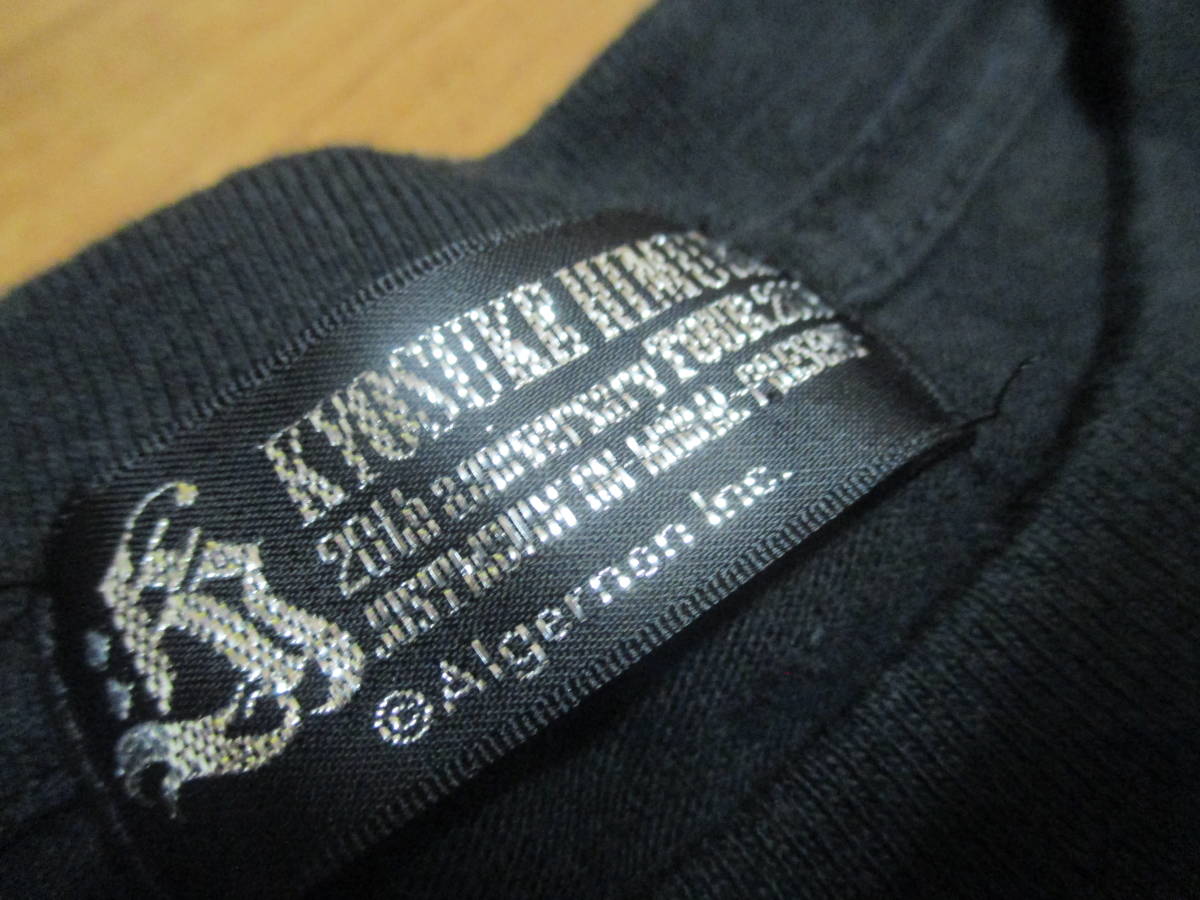 KYOSUKE HIMURO
20th anniversary TOUR
JUST MOVIN' ON
©Algernon Inc.